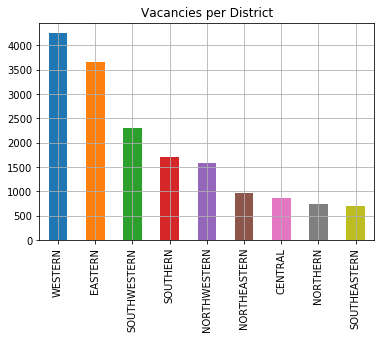 Vacancies per District
4000
3500
3000
2500
2000
1500
1000
500
0
WESTERN
EASTERN
SOUTHWESTERN
SOUTHERN
NORTHWESTERN
NORTHEASTERN
CENTRAL
NORTHERN
SOUTHEASTERN